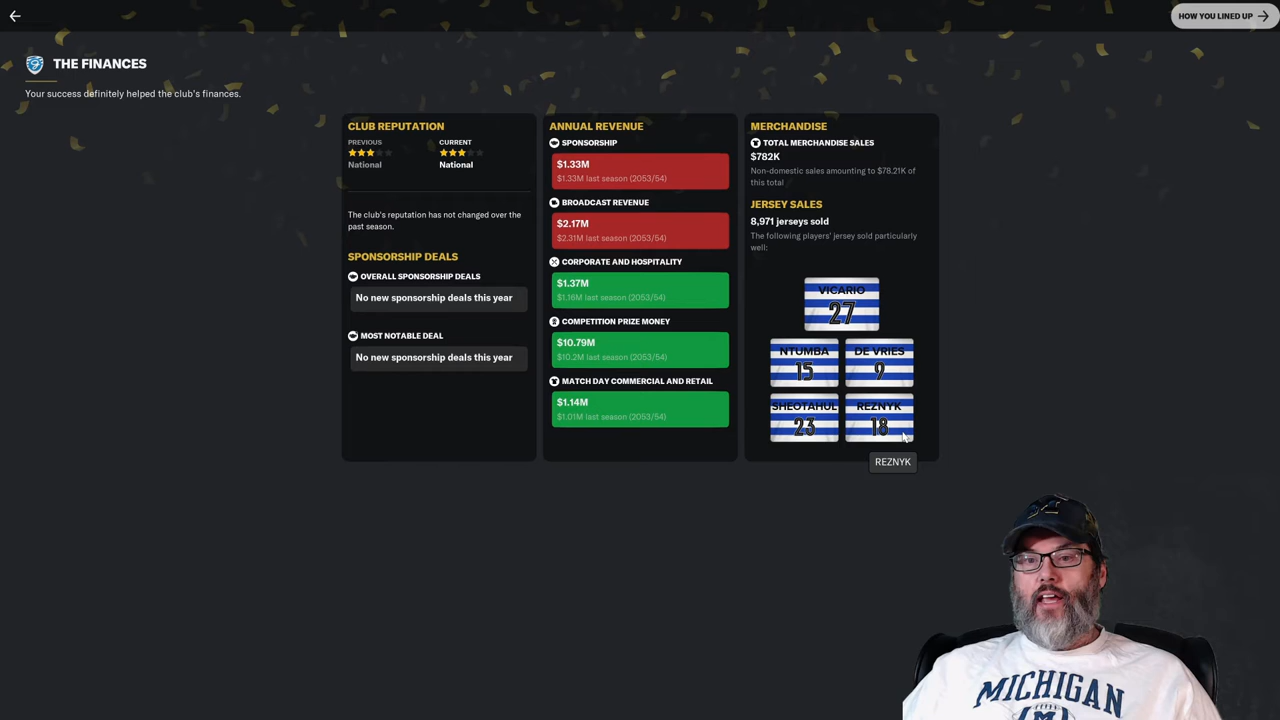 HOW YOU LINED UP
THE FINANCES
Your success definitely helped the club's finances.
CLUB REPUTATION
PREVIOUS
CURRENT
National
National
The club's reputation has not changed over the
past season.
SPONSORSHIP DEALS
OVERALL SPONSORSHIP DEALS
No new sponsorship deals this year
MOST NOTABLE DEAL
No new sponsorship deals this year
ANNUAL REVENUE
SPONSORSHIP
$1.33M
$1.33M last season (2053/54)
BROADCAST REVENUE
$2.17M
$2.31M last season (2053/54)
CORPORATE AND HOSPITALITY
$1.37M
$1.16M last season (2053/54)
COMPETITION PRIZE MONEY
$10.79M
$10.2M last season (2053/54)
MATCH DAY COMMERCIAL AND RETAIL
$1.14M
$1.01M last season (2053/54)
MERCHANDISE
TOTAL MERCHANDISE SALES
$782K
Non-domestic sales amounting to $78.21K of
this total
JERSEY SALES
8,971 jerseys sold
The following players' jersey sold particularly
well:
VICARIO
27
NTUMBA
15
DE VRIES
9
SHEOTAHUL
23
REZNYK
18
REZNYK
MICHIGAN
M